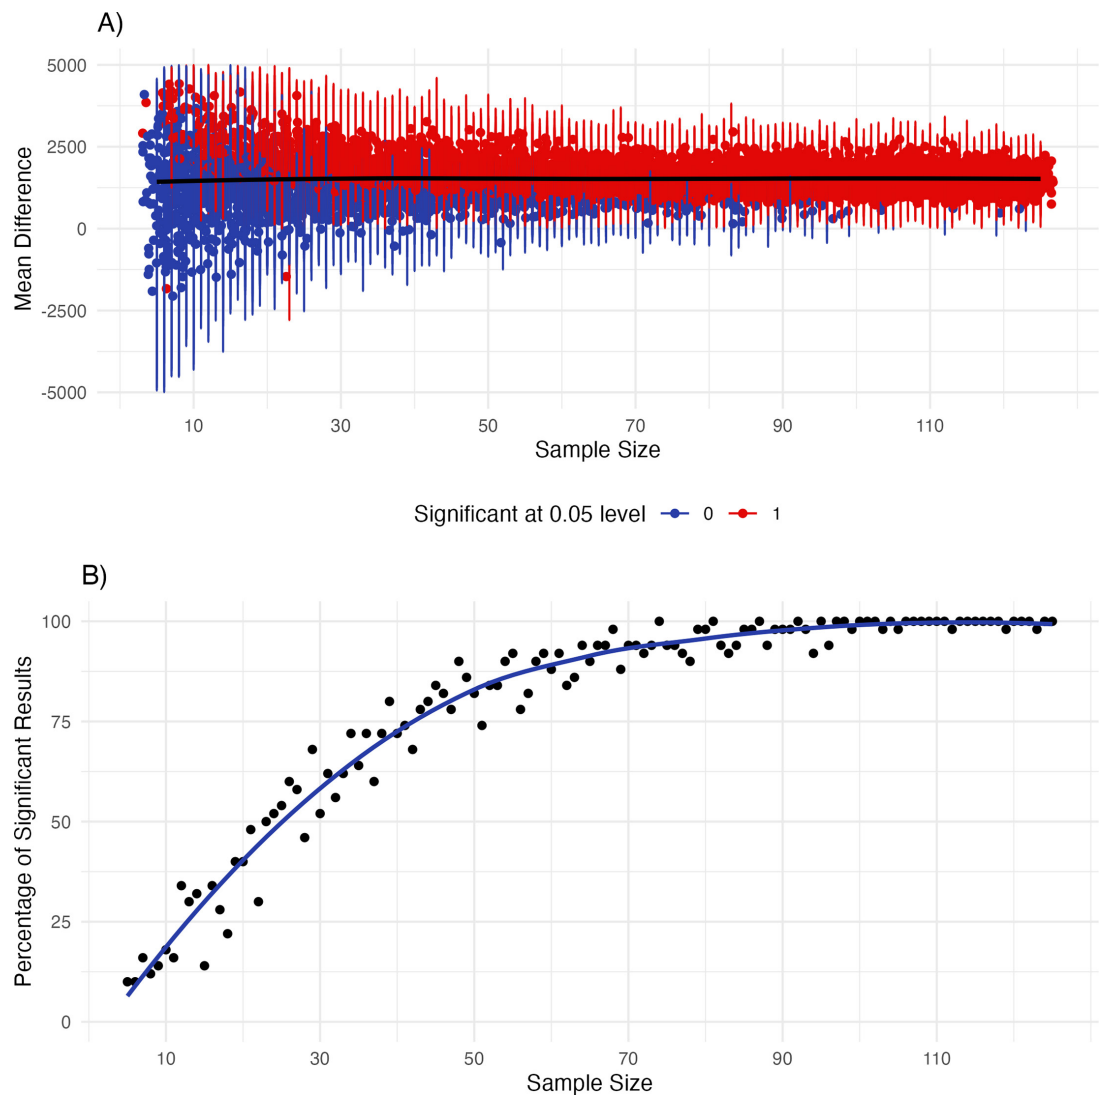 A)
Mean Difference
5000
2500
0
-2500
-5000
10 30 50 70 90 110
Sample Size
Significant at 0.05 level 0 1
B)
Percentage of Significant Results
100
75
50
25
0
10 30 50 70 90 110
Sample Size